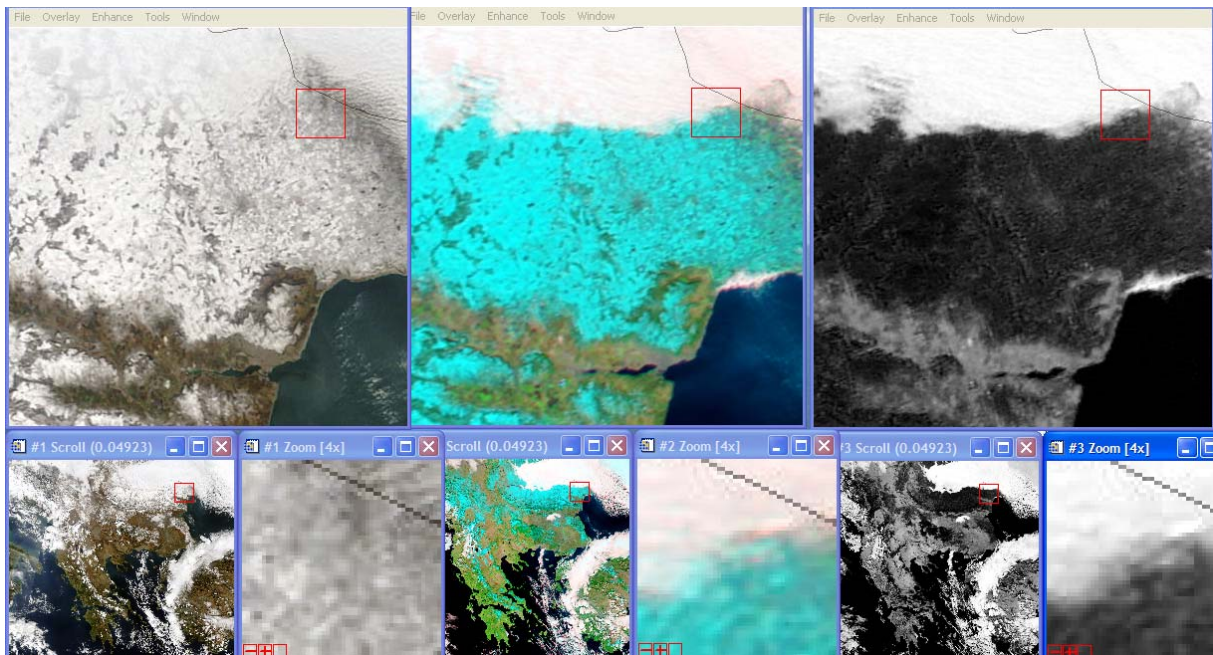 File Overlay Enhance Tools Window
File Overlay Enhance Tools Window
File Overlay Enhance Tools Window
#1 Scroll (0.04923)
#1 Zoom [4x]
Scroll (0.04923)
#2 Zoom [4x]
#3 Scroll (0.04923)
#3 Zoom [4x]